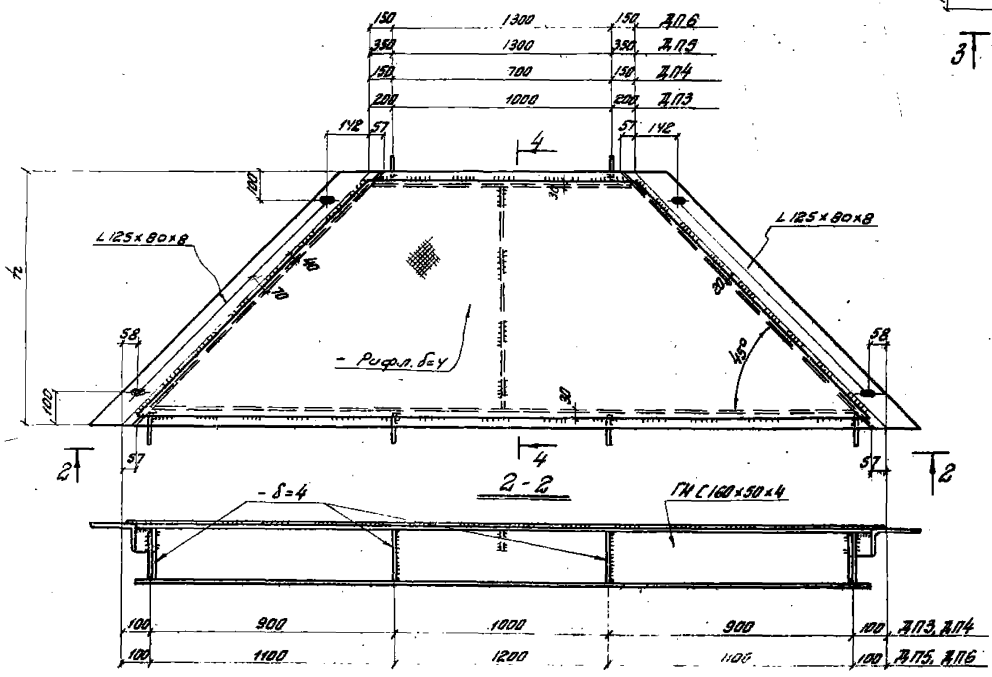 150 1300 150 ДП6
350 1300 350 ДП5
150 700 150 ДП4
200 1000 200 ДП3
3
142 57 4 57 142
100
30
L 125×80×8
L 125×80×8
h
40
70
20
- Рифл. δ=4
45°
58
58
100
30
57
57
2
4
2
2-2
- δ=4
ГН С 160×50×4
100 900 1000 900 100 ДП3, ДП4
100 1100 1200 1100 100 ДП5, ДП6